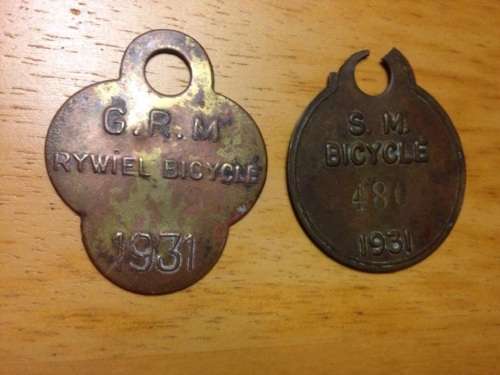 G.R.M
RYWIEL BICYCLE
1931
S. M.
BICYCLE
480
1931